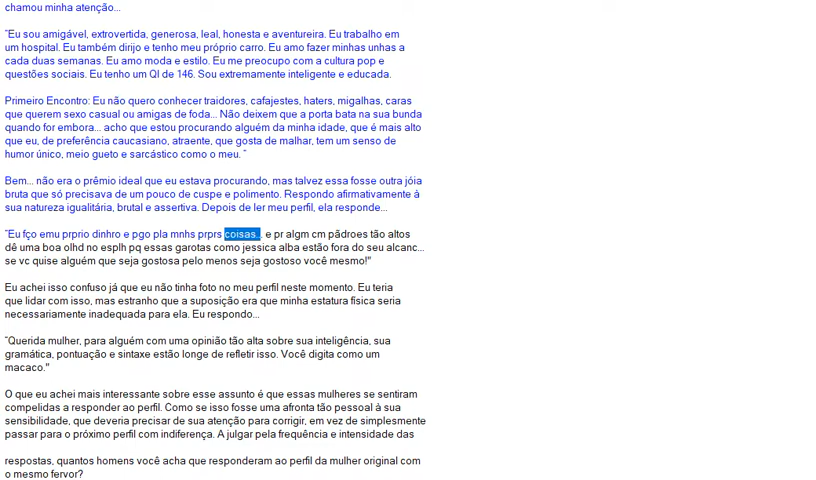 chamou minha atenção...
“Eu sou amigável, extrovertida, generosa, leal, honesta e aventureira. Eu trabalho em
um hospital. Eu também dirijo e tenho meu próprio carro. Eu amo fazer minhas unhas a
cada duas semanas. Eu amo moda e estilo. Eu me preocupo com a cultura pop e
questões sociais. Eu tenho um QI de 146. Sou extremamente inteligente e educada.
Primeiro Encontro: Eu não quero conhecer traidores, cafajestes, haters, migalhas, caras
que querem sexo casual ou amigas de foda... Não deixem que a porta bata na sua bunda
quando for embora... acho que estou procurando alguém da minha idade, que é mais alto
que eu, de preferência caucasiano, atraente, que gosta de malhar, tem um senso de
humor único, meio gueto e sarcástico como o meu. ”
Bem... não era o prêmio ideal que eu estava procurando, mas talvez essa fosse outra jóia
bruta que só precisava de um pouco de cuspe e polimento. Respondo afirmativamente à
sua natureza igualitária, brutal e assertiva. Depois de ler meu perfil, ela responde...
“Eu fço emu prprio dinhro e pgo pla mnhs prprs coisas.., e pr algm cm pãdroes tão altos
dê uma boa olhd no esplh pq essas garotas como jessica alba estão fora do seu alcanc...
se vc quise alguém que seja gostosa pelo menos seja gostoso você mesmo!"
Eu achei isso confuso já que eu não tinha foto no meu perfil neste momento. Eu teria
que lidar com isso, mas estranho que a suposição era que minha estatura física seria
necessariamente inadequada para ela. Eu respondo...
“Querida mulher, para alguém com uma opinião tão alta sobre sua inteligência, sua
gramática, pontuação e sintaxe estão longe de refletir isso. Você digita como um
macaco."
O que eu achei mais interessante sobre esse assunto é que essas mulheres se sentiram
compelidas a responder ao perfil. Como se isso fosse uma afronta tão pessoal à sua
sensibilidade, que deveria precisar de sua atenção para corrigir, em vez de simplesmente
passar para o próximo perfil com indiferença. A julgar pela frequência e intensidade das
respostas, quantos homens você acha que responderam ao perfil da mulher original com
o mesmo fervor?